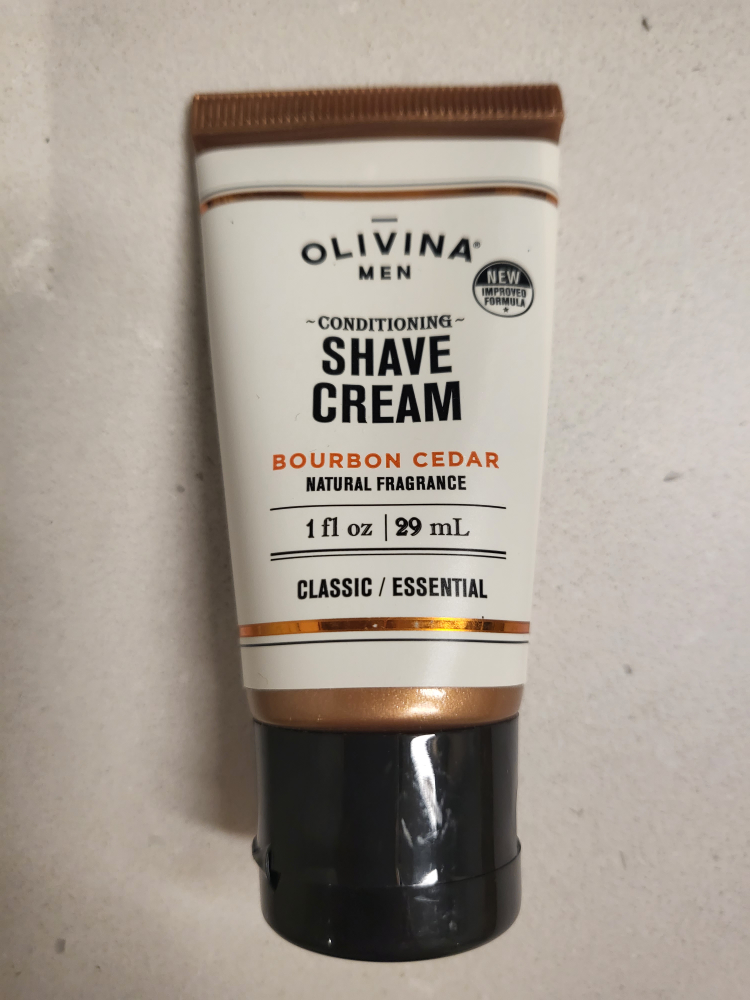 OLIVINA®
MEN
NEW
IMPROVED
FORMULA
~CONDITIONING~
SHAVE
CREAM
BOURBON CEDAR
NATURAL FRAGRANCE
1 fl oz | 29 mL
CLASSIC / ESSENTIAL